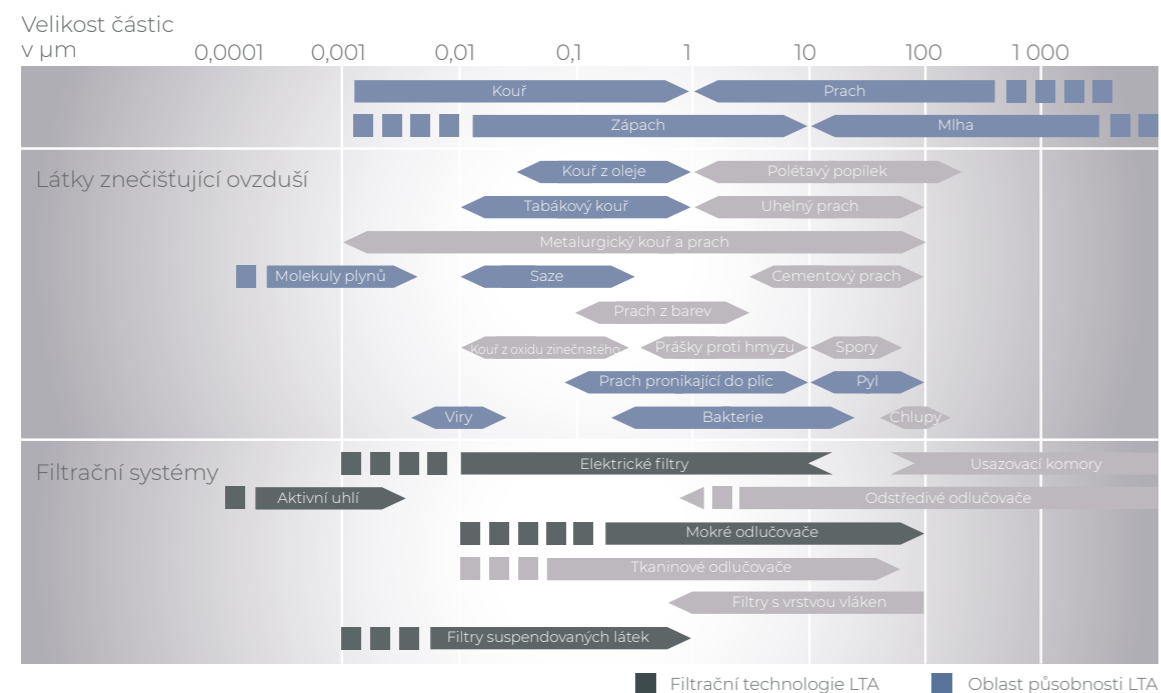 Velikost částic
v µm
0,0001 0,001 0,01 0,1 1 10 100 1 000
Kouř Prach
Zápach Mlha
Látky znečišťující ovzduší
Kouř z oleje Polétavý popílek
Tabákový kouř Uhelný prach
Metalurgický kouř a prach
Molekuly plynů Saze Cementový prach
Prach z barev
Kouř z oxidu zinečnatého Prášky proti hmyzu Spory
Prach pronikající do plic Pyl
Viry Bakterie Chlupy
Filtrační systémy
Elektrické filtry Usazovací komory
Aktivní uhlí Odstředivé odlučovače
Mokré odlučovače
Tkaninové odlučovače
Filtry s vrstvou vláken
Filtry suspendovaných látek
Filtrační technologie LTA Oblast působnosti LTA